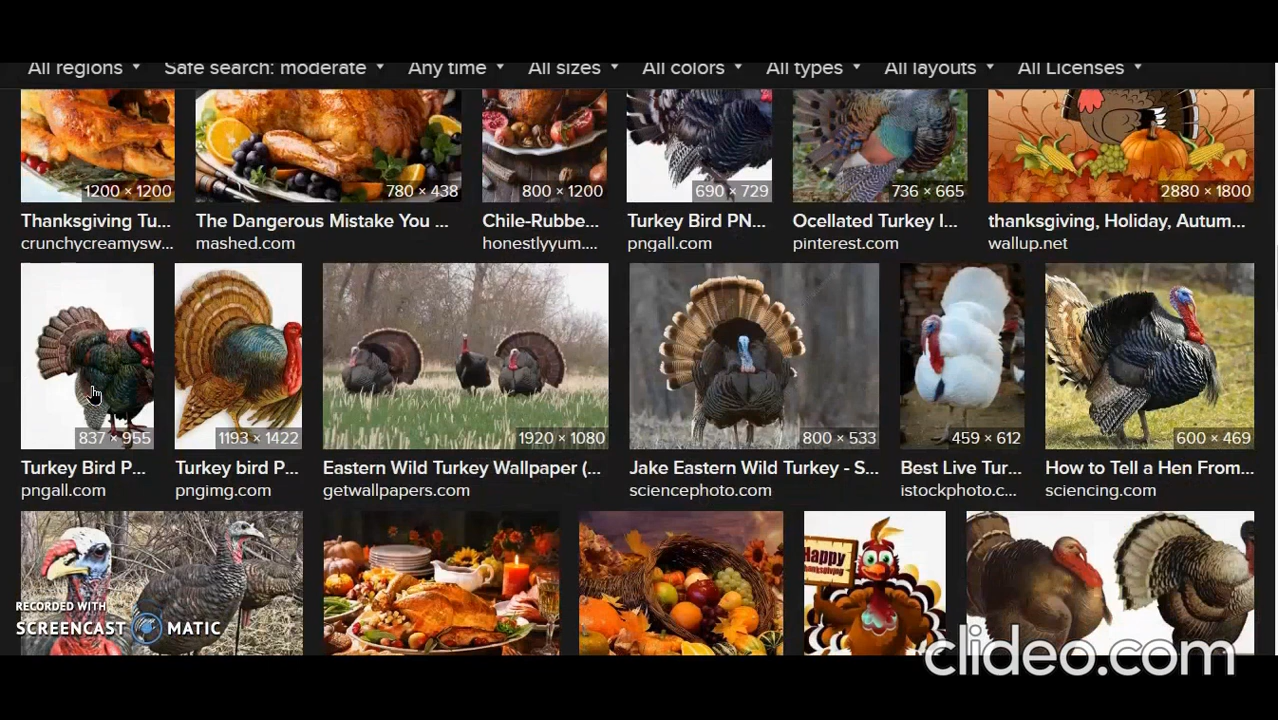 All regions Safe search: moderate Any time All sizes All colors All types All layouts All Licenses
1200 × 1200 780 × 438 800 × 1200 690 × 729 736 × 665 2880 × 1800
Thanksgiving Tu... The Dangerous Mistake You ... Chile-Rubbe... Turkey Bird PN... Ocellated Turkey I... thanksgiving, Holiday, Autum...
crunchycreamysw... mashed.com honestlyyum.... pngall.com pinterest.com wallup.net
837 × 955 1193 × 1422 1920 × 1080 800 × 533 459 × 612 600 × 469
Turkey Bird P... Turkey bird P... Eastern Wild Turkey Wallpaper (... Jake Eastern Wild Turkey - S... Best Live Tur... How to Tell a Hen From...
pngall.com pngimg.com getwallpapers.com sciencephoto.com istockphoto.c... sciencing.com
Happy
Thanksgiving
RECORDED WITH
SCREENCAST MATIC
clideo.com